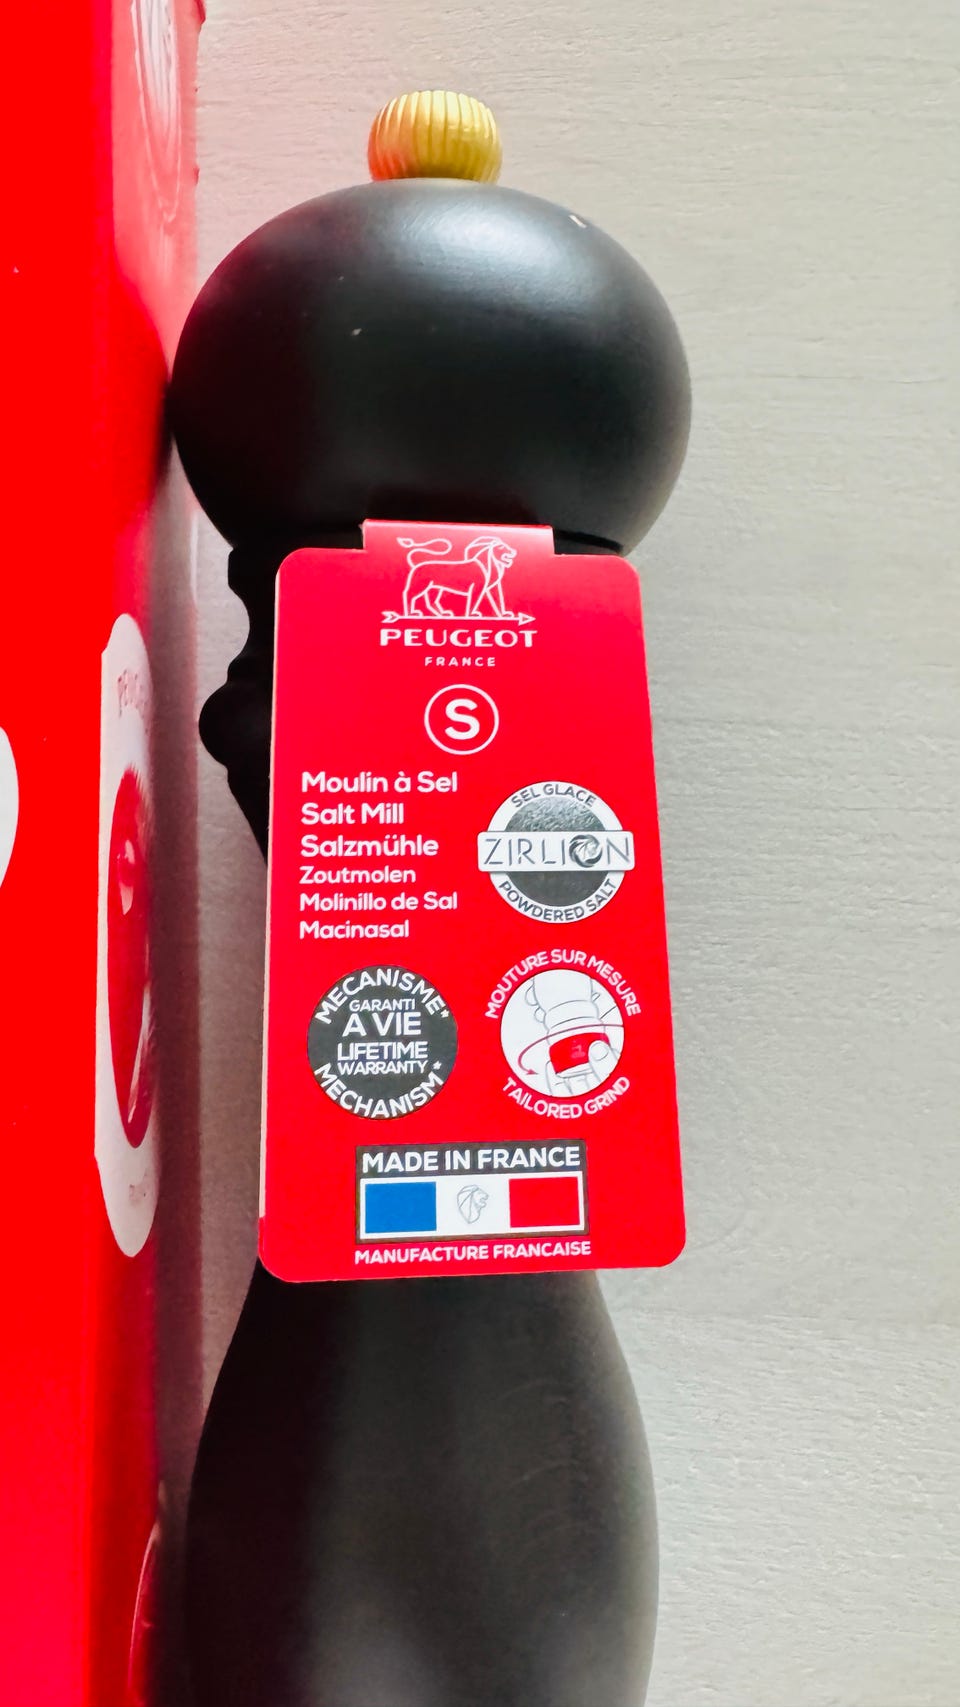 PEUGEOT
FRANCE
S
Moulin à Sel
Salt Mill
Salzmühle
Zoutmolen
Molinillo de Sal
Macinasal
SEL GLACE
ZIRLION
POWDERED SALT
MECANISME*
GARANTI
A VIE
LIFETIME
WARRANTY*
MECHANISM
MOUTURE SUR MESURE
TAILORED GRIND
MADE IN FRANCE
MANUFACTURE FRANCAISE